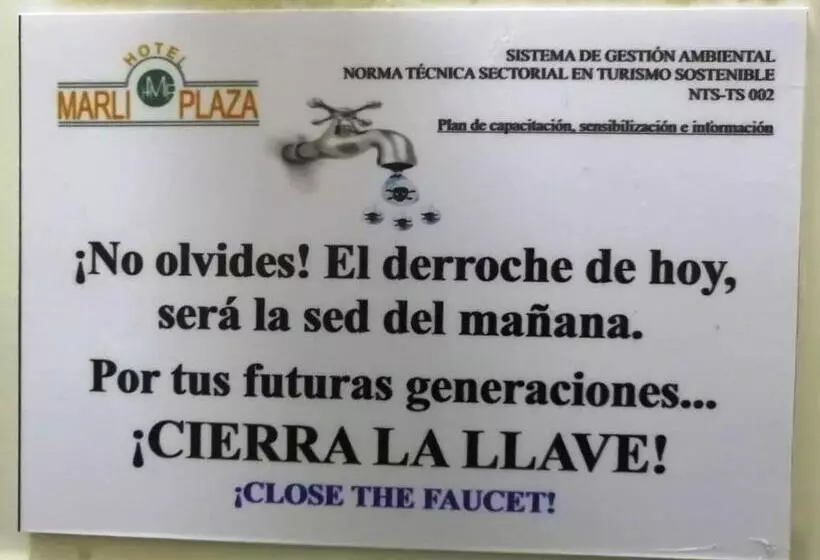 HOTEL
MARLI PLAZA
SISTEMA DE GESTIÓN AMBIENTAL
NORMA TÉCNICA SECTORIAL EN TURISMO SOSTENIBLE
NTS-TS 002
Plan de capacitación, sensibilización e información
¡No olvides! El derroche de hoy,
será la sed del mañana.
Por tus futuras generaciones...
¡CIERRA LA LLAVE!
¡CLOSE THE FAUCET!